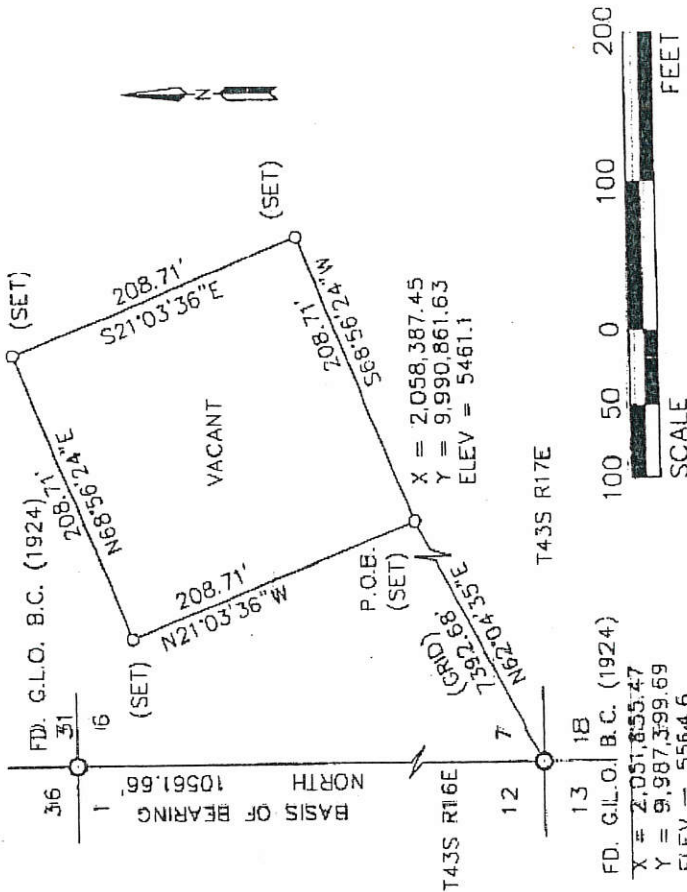 FD. G.L.O. B.C. (1924)
36
31
1
6
(SET)
(SET)
N68°56'24"E
208.71'
208.71'
S21°03'36"E
N
VACANT
208.71'
N21°03'36"W
(SET)
S68°56'24"W
208.71'
P.O.B.
(SET)
X = 2,058,387.45
Y = 9,990,861.63
ELEV = 5461.1
BASIS OF BEARING
NORTH 10561.66'
T43S R16E
12
7
13
18
(GRID)
7392.68'
N62°04'35"E
T43S R17E
FD. G.L.O. B.C. (1924)
X = 2,051,855.47
Y = 9,987,399.69
ELEV = 5564.6
100 50 0 100 200
SCALE FEET